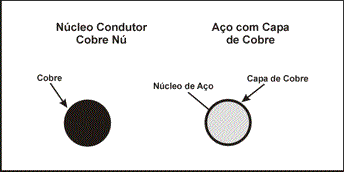 Núcleo Condutor
Cobre Nú
Aço com Capa
de Cobre
Cobre
Núcleo de Aço
Capa de Cobre